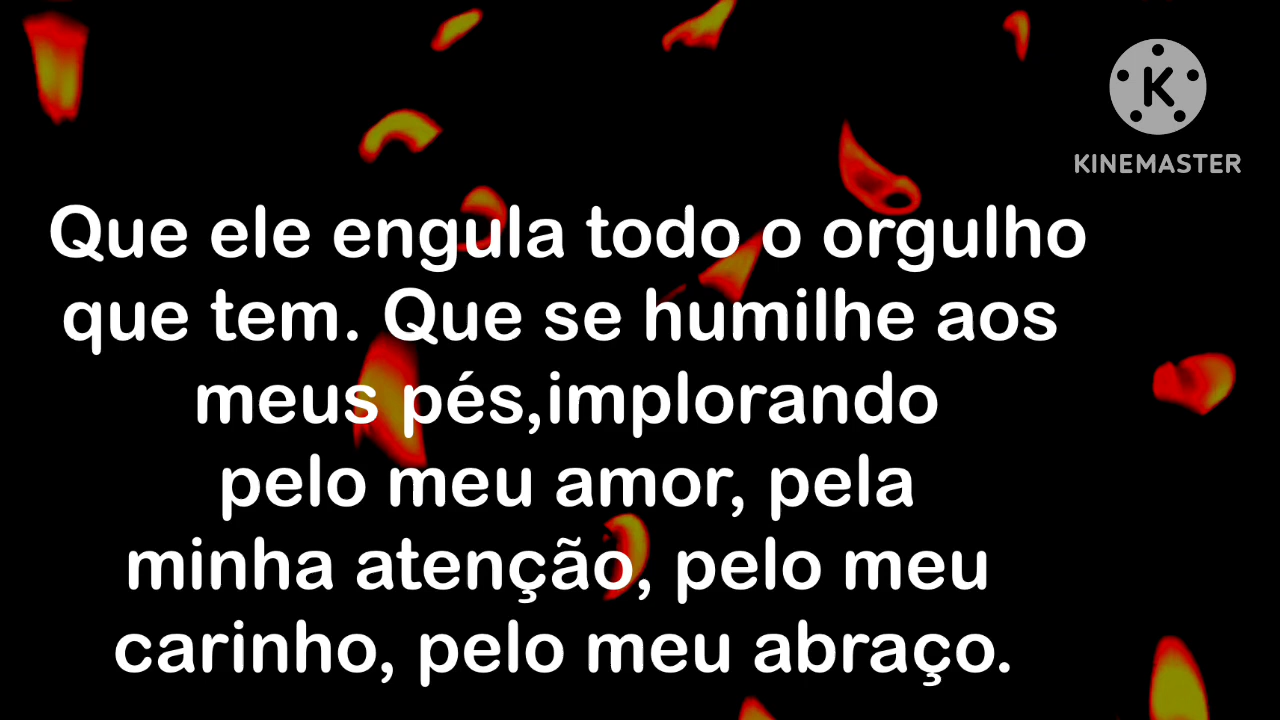 KINEMASTER
Que ele engula todo o orgulho
que tem. Que se humilhe aos
meus pés,implorando
pelo meu amor, pela
minha atenção, pelo meu
carinho, pelo meu abraço.